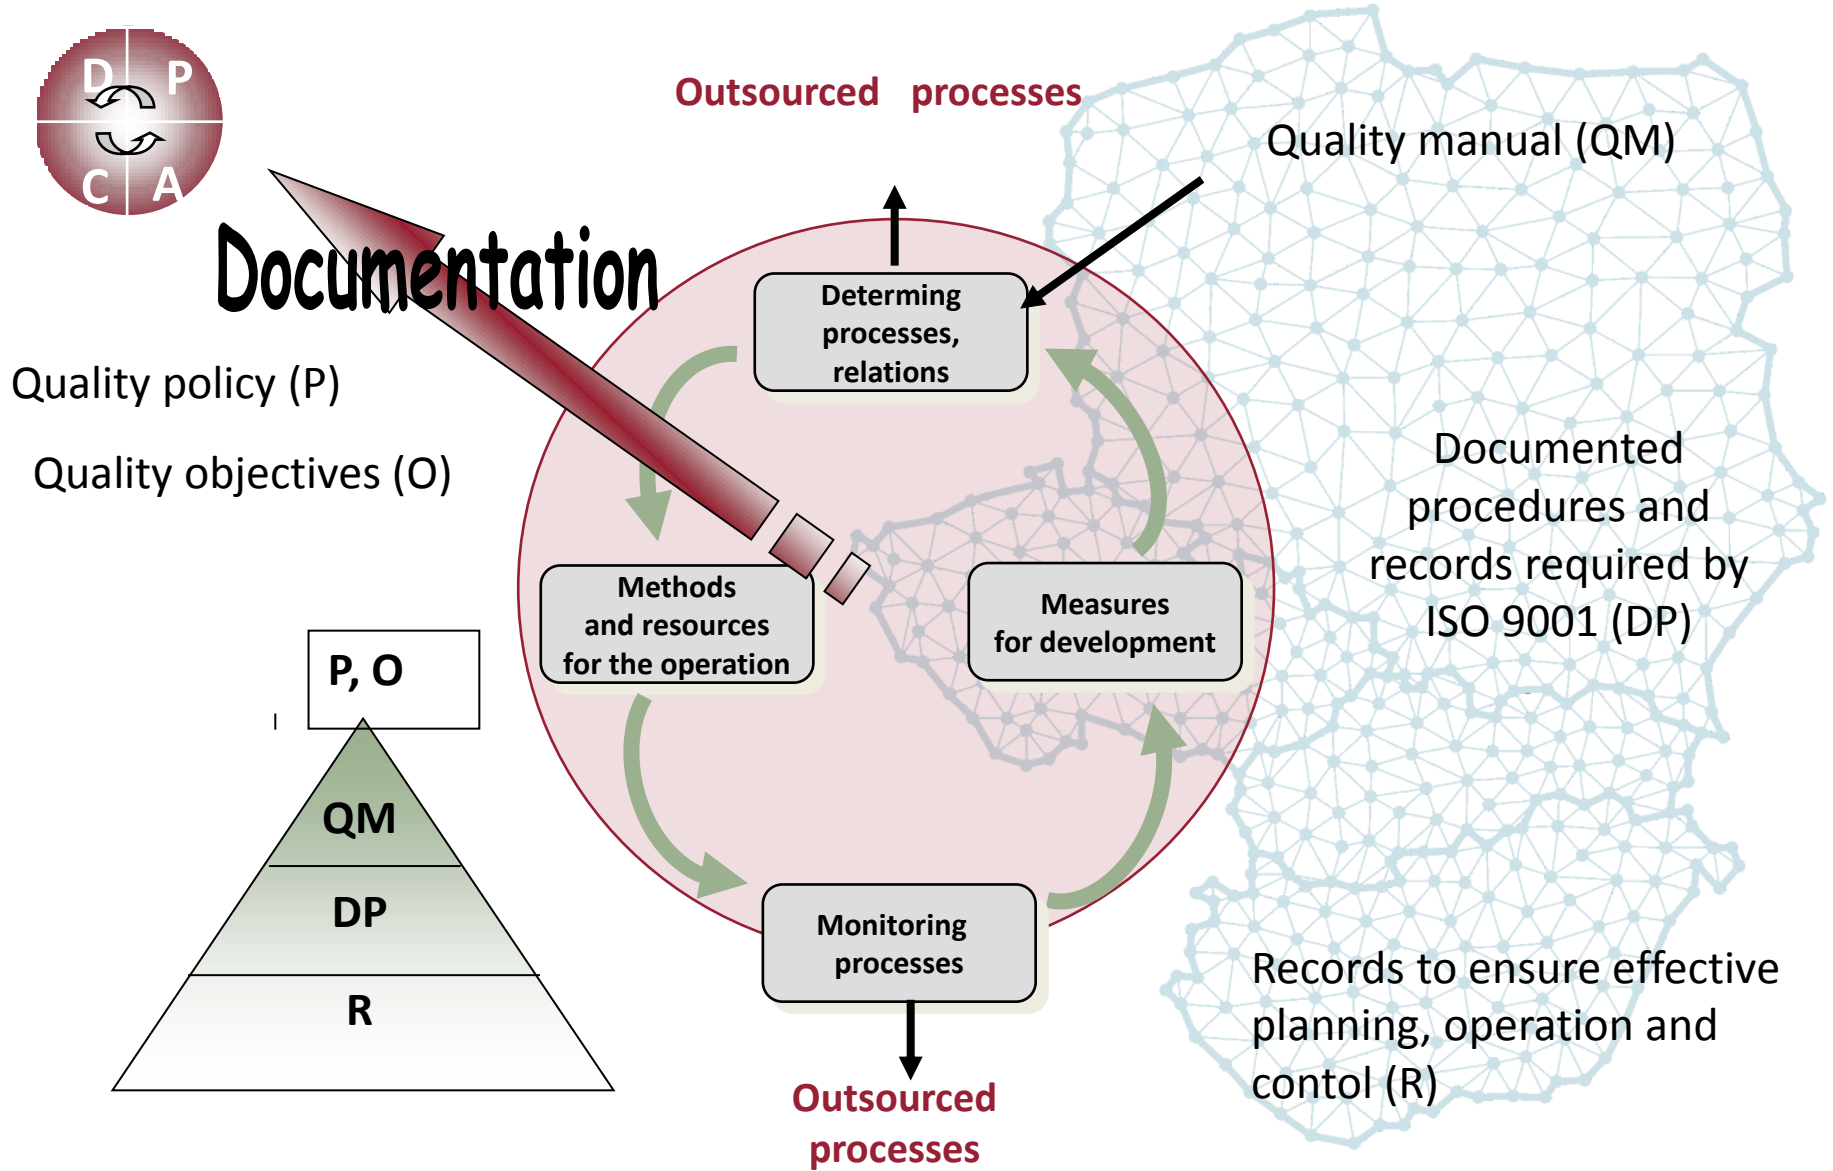 D P
C A
Outsourced processes
Quality manual (QM)
Documentation
Determing
processes,
relations
Quality policy (P)
Quality objectives (O)
Documented
procedures and
records required by
ISO 9001 (DP)
Methods
and resources
for the operation
Measures
for development
P, O
QM
DP
R
Monitoring
processes
Records to ensure effective
planning, operation and
contol (R)
Outsourced
processes